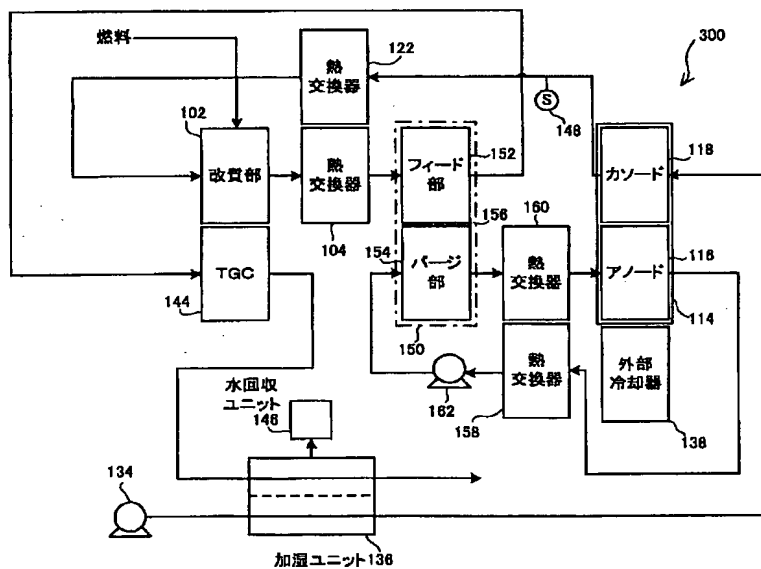 燃料
300
122
熱
交換器
S
148
102
改質部
熱
交換器
104
フィード
部
152
156
カソード
118
160
154
パージ
部
熱
交換器
アノード
116
114
TGC
144
150
162
熱
交換器
158
外部
冷却器
138
水回収
ユニット
146
134
加湿ユニット136